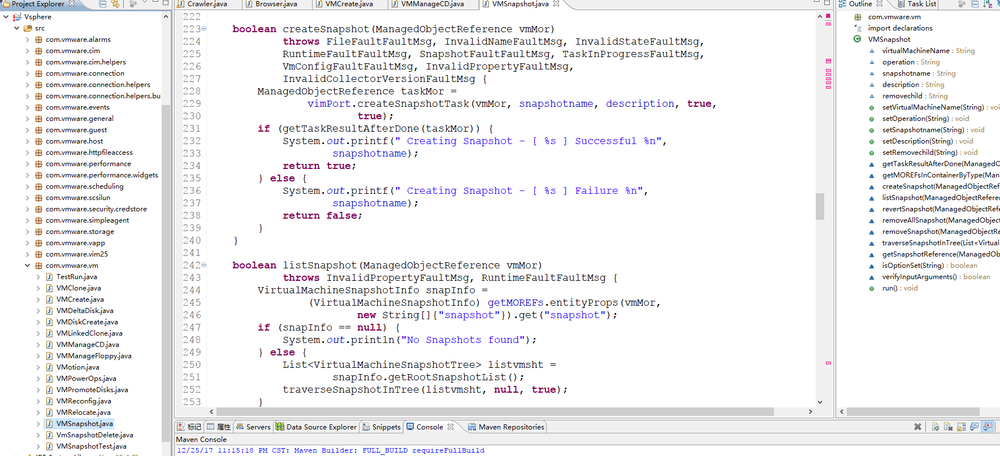 Project Explorer
Vsphere
src
com.vmware.alarms
com.vmware.cim
com.vmware.cim.helpers
com.vmware.connection
com.vmware.connection.helpers
com.vmware.connection.helpers.bui
com.vmware.events
com.vmware.general
com.vmware.guest
com.vmware.host
com.vmware.httpfileaccess
com.vmware.performance
com.vmware.performance.widgets
com.vmware.scheduling
com.vmware.scsilun
com.vmware.security.credstore
com.vmware.simpleagent
com.vmware.storage
com.vmware.vapp
com.vmware.vim25
com.vmware.vm
TestRun.java
VMClone.java
VMCreate.java
VMDeltaDisk.java
VMDiskCreate.java
VMLinkedClone.java
VMManageCD.java
VMManageFloppy.java
VMotion.java
VMPowerOps.java
VMPromoteDisks.java
VMReconfig.java
VMRelocate.java
VMSnapshot.java
VmSnapshotDelete.java
VMSnapshotTest.java
Crawler.java Browser.java VMCreate.java VMManageCD.java VMSnapshot.java
222
223 boolean createSnapshot(ManagedObjectReference vmMor)
224 throws FileFaultFaultMsg, InvalidNameFaultMsg, InvalidStateFaultMsg,
225 RuntimeFaultFaultMsg, SnapshotFaultFaultMsg, TaskInProgressFaultMsg,
226 VmConfigFaultFaultMsg, InvalidPropertyFaultMsg,
227 InvalidCollectorVersionFaultMsg {
228 ManagedObjectReference taskMor =
229 vimPort.createSnapshotTask(vmMor, snapshotname, description, true,
230 true);
231 if (getTaskResultAfterDone(taskMor)) {
232 System.out.printf(" Creating Snapshot - [ %s ] Successful %n",
233 snapshotname);
234 return true;
235 } else {
236 System.out.printf(" Creating Snapshot - [ %s ] Failure %n",
237 snapshotname);
238 return false;
239 }
240 }
241
242 boolean listSnapshot(ManagedObjectReference vmMor)
243 throws InvalidPropertyFaultMsg, RuntimeFaultFaultMsg {
244 VirtualMachineSnapshotInfo snapInfo =
245 (VirtualMachineSnapshotInfo) getMOREFs.entityProps(vmMor,
246 new String[]{"snapshot"}).get("snapshot");
247 if (snapInfo == null) {
248 System.out.println("No Snapshots found");
249 } else {
250 List<VirtualMachineSnapshotTree> listvmsht =
251 snapInfo.getRootSnapshotList();
252 traverseSnapshotInTree(listvmsht, null, true);
253 }
Outline Task List
com.vmware.vm
import declarations
VMSnapshot
virtualMachineName : String
operation : String
snapshotname : String
description : String
removechild : String
setVirtualMachineName(String) : voi
setOperation(String) : void
setSnapshotname(String) : void
setDescription(String) : void
setRemovechild(String) : void
getTaskResultAfterDone(ManagedO
getMOREFsInContainerByType(Man
createSnapshot(ManagedObjectRef
listSnapshot(ManagedObjectReferen
revertSnapshot(ManagedObjectRefe
removeAllSnapshot(ManagedObject
removeSnapshot(ManagedObjectRe
traverseSnapshotInTree(List<Virtual
getSnapshotReference(ManagedOb
isOptionSet(String) : boolean
verifyInputArguments() : boolean
run() : void
标记 属性 Servers Data Source Explorer Snippets Console Maven Repositories
Maven Console
12/25/17 11:15:18 PM CST: Maven Builder: FULL_BUILD requireFullBuild